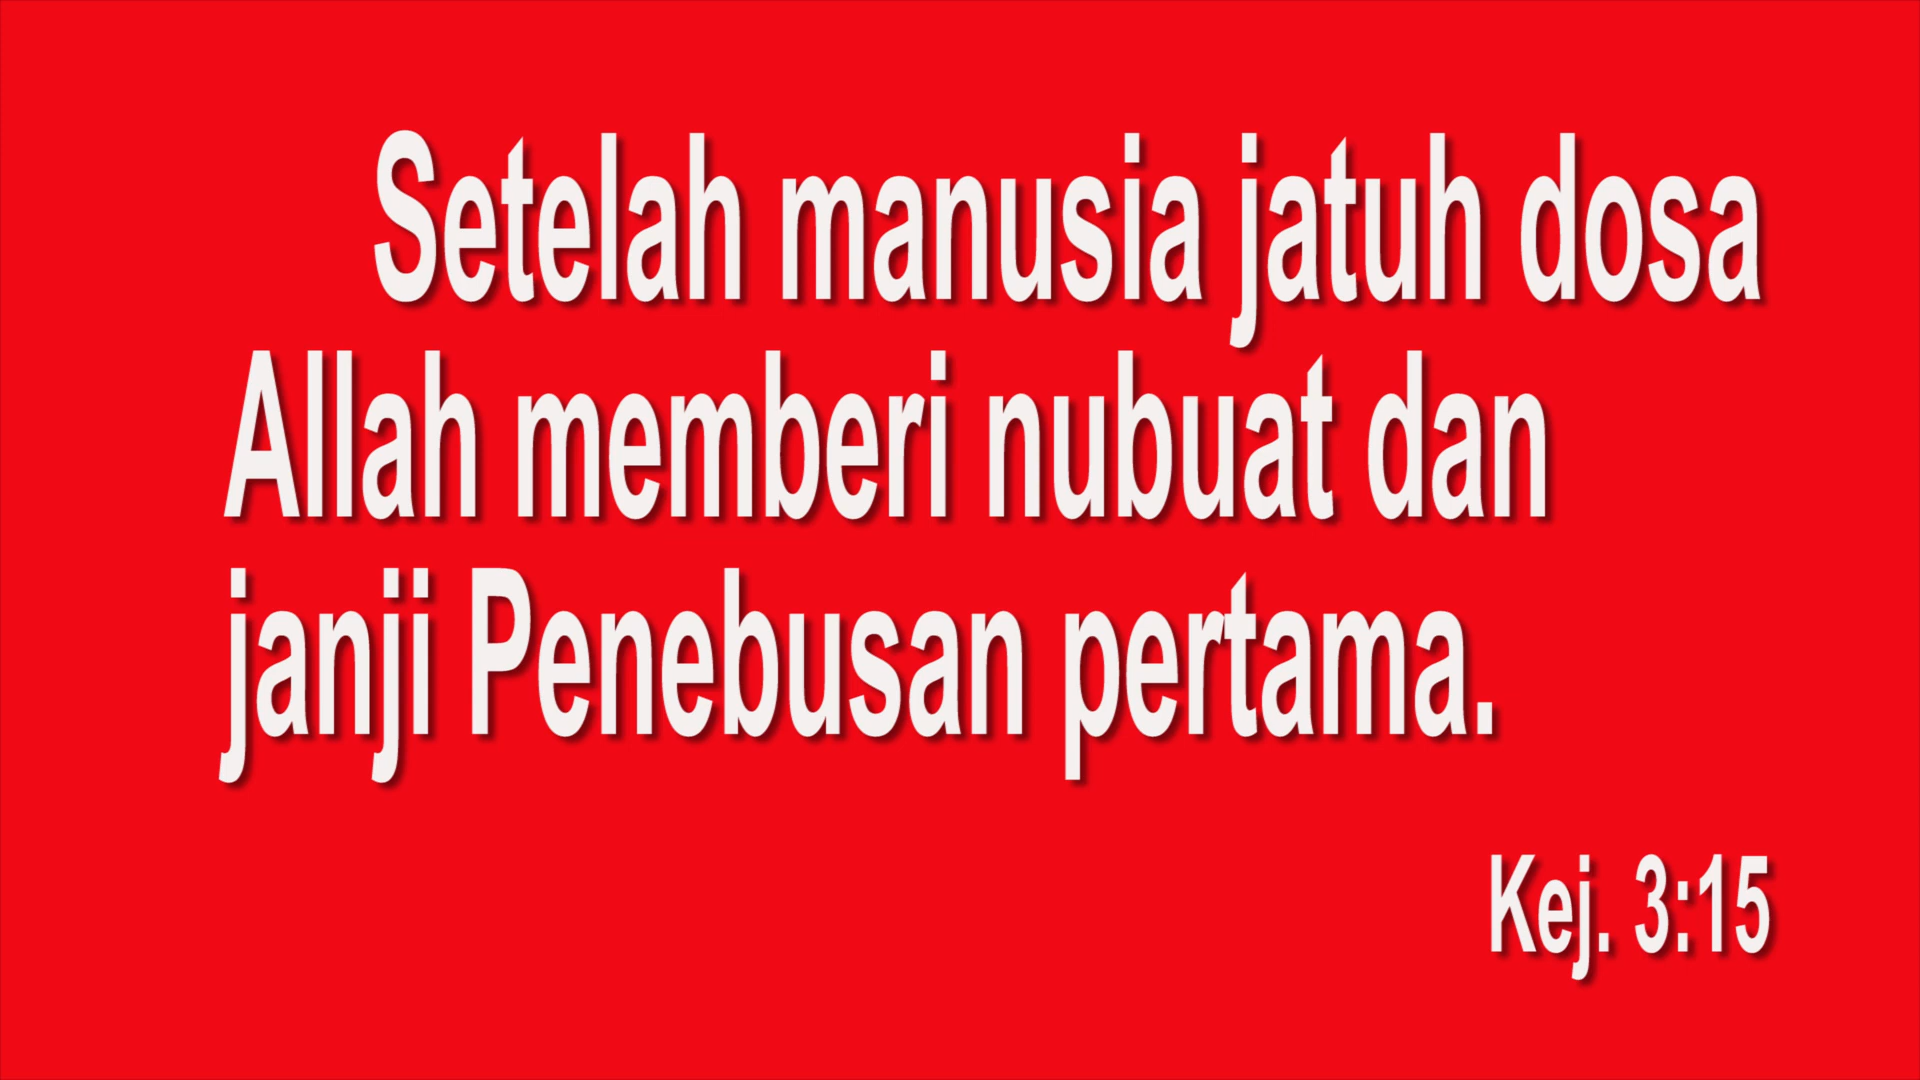 Setelah manusia jatuh dosa
Allah memberi nubuat dan
janji Penebusan pertama.
Kej. 3:15